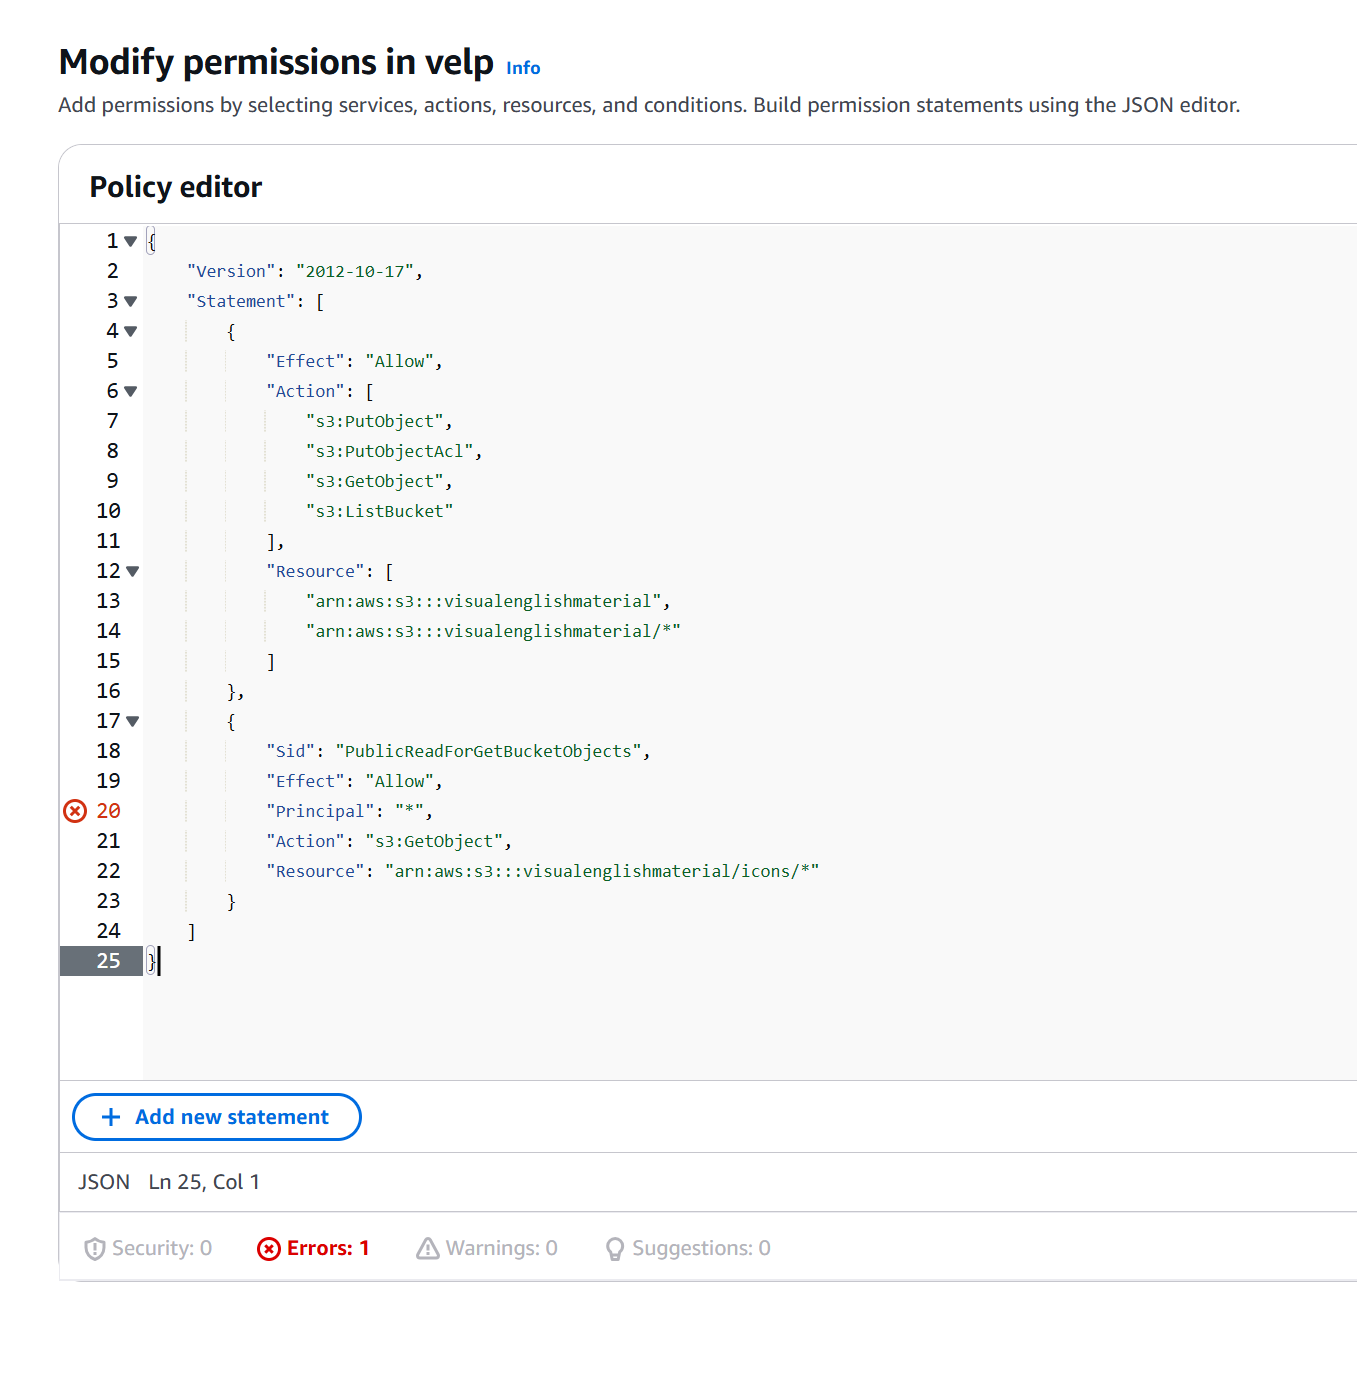 Modify permissions in velp Info
Add permissions by selecting services, actions, resources, and conditions. Build permission statements using the JSON editor.
Policy editor
1 {
2 "Version": "2012-10-17",
3 "Statement": [
4 {
5 "Effect": "Allow",
6 "Action": [
7 "s3:PutObject",
8 "s3:PutObjectAcl",
9 "s3:GetObject",
10 "s3:ListBucket"
11 ],
12 "Resource": [
13 "arn:aws:s3:::visualenglishmaterial",
14 "arn:aws:s3:::visualenglishmaterial/*"
15 ]
16 },
17 {
18 "Sid": "PublicReadForGetBucketObjects",
19 "Effect": "Allow",
20 "Principal": "*",
21 "Action": "s3:GetObject",
22 "Resource": "arn:aws:s3:::visualenglishmaterial/icons/*"
23 }
24 ]
25 }
+ Add new statement
JSON Ln 25, Col 1
Security: 0 Errors: 1 Warnings: 0 Suggestions: 0